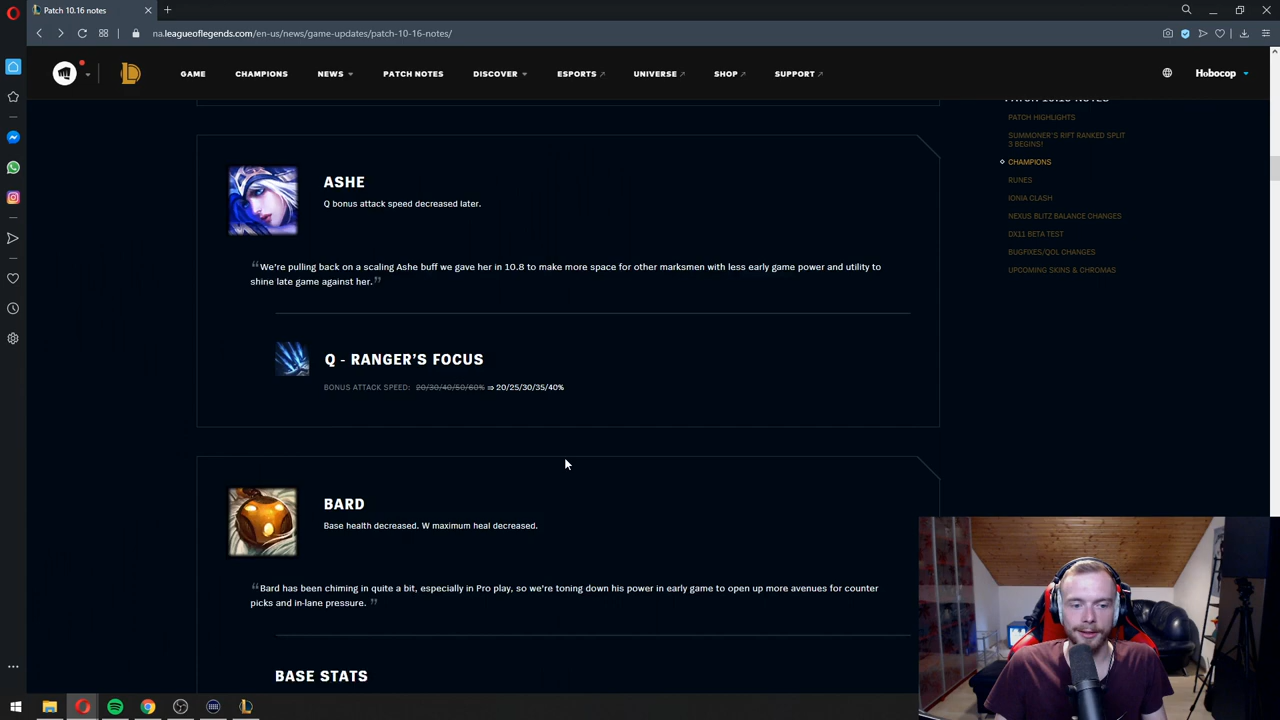 Patch 10.16 notes
na.leagueoflegends.com/en-us/news/game-updates/patch-10-16-notes/
GAME CHAMPIONS NEWS PATCH NOTES DISCOVER ESPORTS UNIVERSE SHOP SUPPORT Hobocop
PATCH 10.16 NOTES
PATCH HIGHLIGHTS
SUMMONER'S RIFT RANKED SPLIT
3 BEGINS!
CHAMPIONS
RUNES
IONIA CLASH
NEXUS BLITZ BALANCE CHANGES
DX11 BETA TEST
BUGFIXES/QOL CHANGES
UPCOMING SKINS & CHROMAS
ASHE
Q bonus attack speed decreased later.
"We're pulling back on a scaling Ashe buff we gave her in 10.8 to make more space for other marksmen with less early game power and utility to
shine late game against her."
Q - RANGER'S FOCUS
BONUS ATTACK SPEED: 20/30/40/50/60% ⇒ 20/25/30/35/40%
BARD
Base health decreased. W maximum heal decreased.
"Bard has been chiming in quite a bit, especially in Pro play, so we're toning down his power in early game to open up more avenues for counter
picks and in-lane pressure. "
BASE STATS